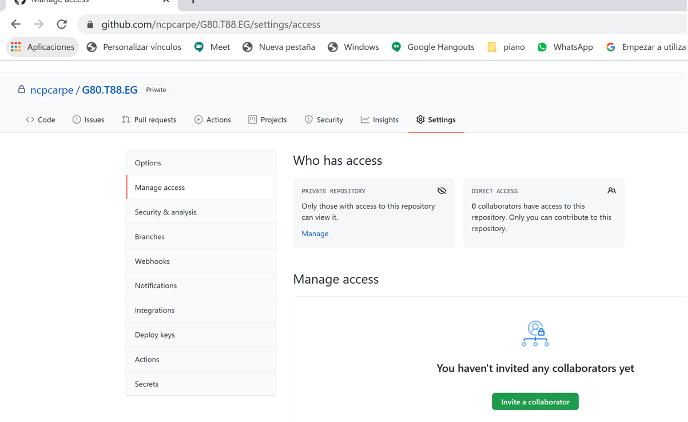 Manage access
github.com/ncpcarpe/G80.T88.EG/settings/access
Aplicaciones Personalizar vínculos Meet Nueva pestaña Windows Google Hangouts piano WhatsApp Empezar a utiliza
ncpcarpe / G80.T88.EG Private
Code Issues Pull requests Actions Projects Security Insights Settings
Options
Manage access
Security & analysis
Branches
Webhooks
Notifications
Integrations
Deploy keys
Actions
Secrets
Who has access
PRIVATE REPOSITORY
Only those with access to this repository
can view it.
Manage
DIRECT ACCESS
0 collaborators have access to this
repository. Only you can contribute to this
repository.
Manage access
You haven't invited any collaborators yet
Invite a collaborator